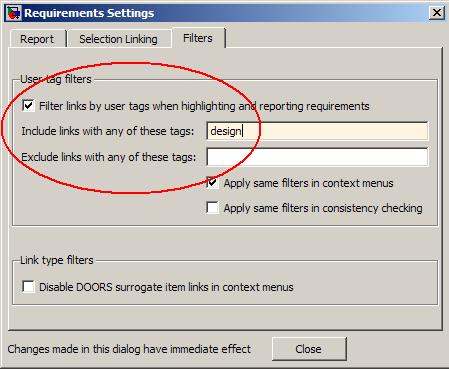 Requirements Settings
Report
Selection Linking
Filters
User tag filters
Filter links by user tags when highlighting and reporting requirements
Include links with any of these tags:
design
Exclude links with any of these tags:
Apply same filters in context menus
Apply same filters in consistency checking
Link type filters
Disable DOORS surrogate item links in context menus
Changes made in this dialog have immediate effect
Close